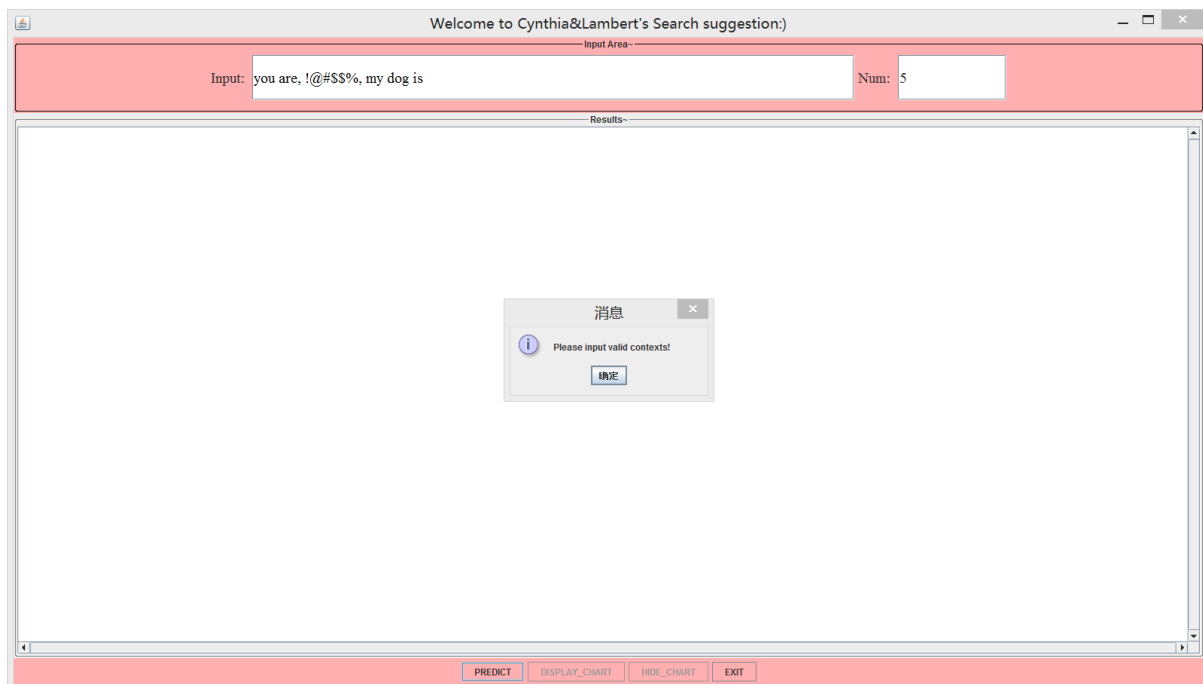 Welcome to Cynthia&Lambert's Search suggestion:)
Input Area~
Input: you are, !@#$$%, my dog is Num: 5
Results~
消息
Please input valid contexts!
确定
PREDICT DISPLAY_CHART HIDE_CHART EXIT